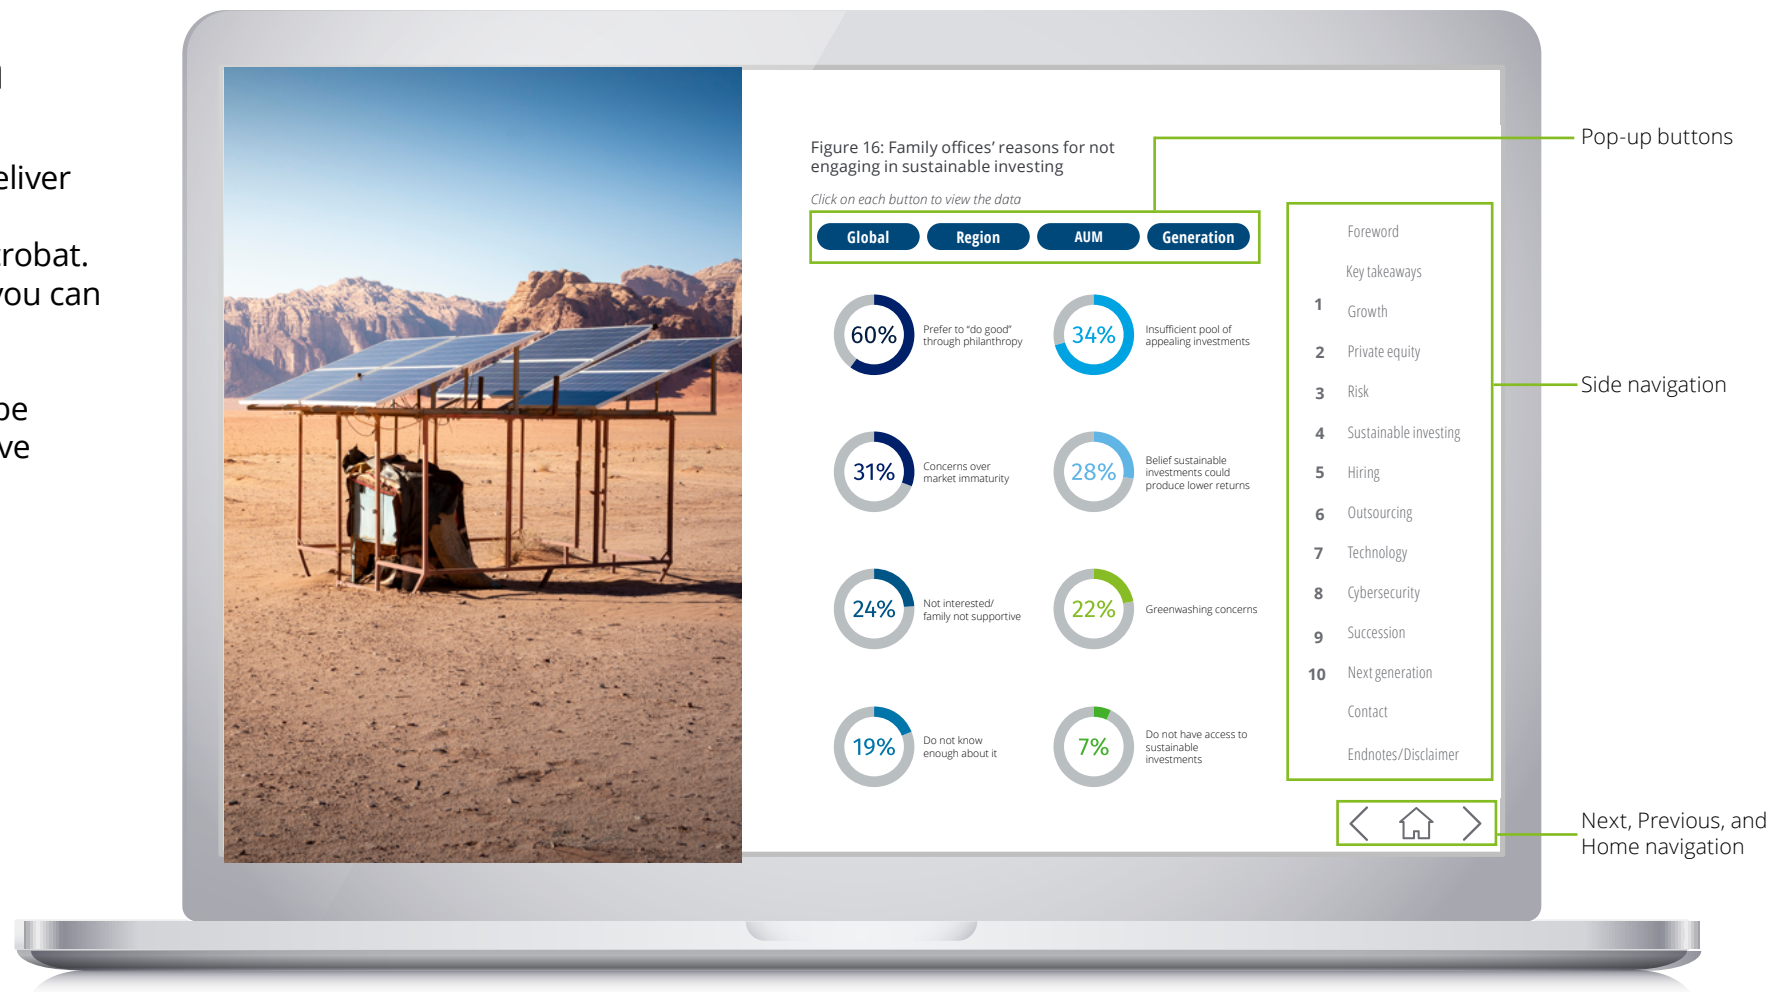 you can
Figure 16: Family offices’ reasons for not
engaging in sustainable investing
Click on each button to view the data
Global
Region
AUM
Generation
60%
Prefer to “do good”
through philanthropy
34%
Insufficient pool of
appealing investments
31%
Concerns over
market immaturity
28%
Belief sustainable
investments could
produce lower returns
24%
Not interested/
family not supportive
22%
Greenwashing concerns
19%
Do not know
enough about it
7%
Do not have access to
sustainable
investments
Foreword
Key takeaways
1 Growth
2 Private equity
3 Risk
4 Sustainable investing
5 Hiring
6 Outsourcing
7 Technology
8 Cybersecurity
9 Succession
10 Next generation
Contact
Endnotes/Disclaimer
Pop-up buttons
Side navigation
Next, Previous, and
Home navigation